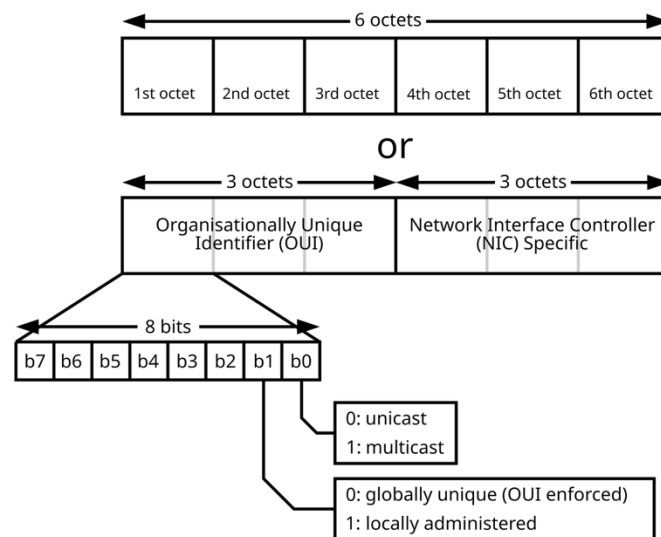 6 octets
1st octet 2nd octet 3rd octet 4th octet 5th octet 6th octet
or
3 octets 3 octets
Organisationally Unique
Identifier (OUI)
Network Interface Controller
(NIC) Specific
8 bits
b7 b6 b5 b4 b3 b2 b1 b0
0: unicast
1: multicast
0: globally unique (OUI enforced)
1: locally administered